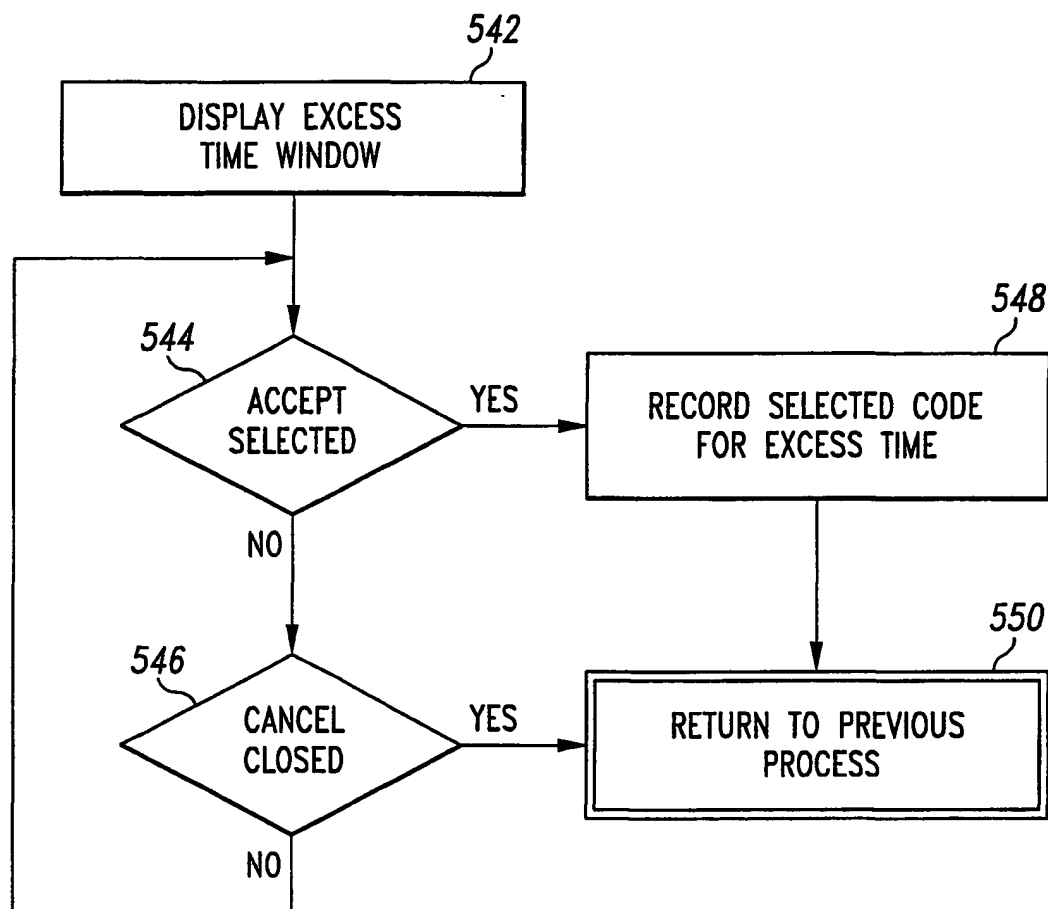 542
DISPLAY EXCESS
TIME WINDOW
544
ACCEPT
SELECTED
YES
548
RECORD SELECTED CODE
FOR EXCESS TIME
NO
546
CANCEL
CLOSED
YES
550
RETURN TO PREVIOUS
PROCESS
NO